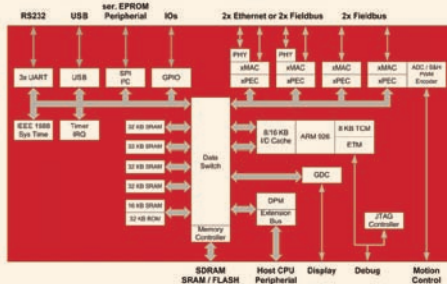 RS232
USB
ser. EPROM
Peripherial
IOs
2x Ethernet or 2x Fieldbus
2x Fieldbus
PHY
PHY
3x UART
USB
SPI
I²C
GPIO
xMAC
xPEC
xMAC
xPEC
xMAC
xPEC
xMAC
xPEC
ADC / S&H
PWM
Encoder
IEEE 1588
Sys Time
Timer
IRQ
32 KB SRAM
32 KB SRAM
32 KB SRAM
32 KB SRAM
16 KB SRAM
32 KB ROM
Data
Switch
Memory
Controller
8/16 KB
I/D Cache
ARM 926
8 KB TCM
ETM
GDC
DPM
Extension
Bus
JTAG
Controller
SDRAM
SRAM / FLASH
Host CPU
Peripherial
Display
Debug
Motion
Control